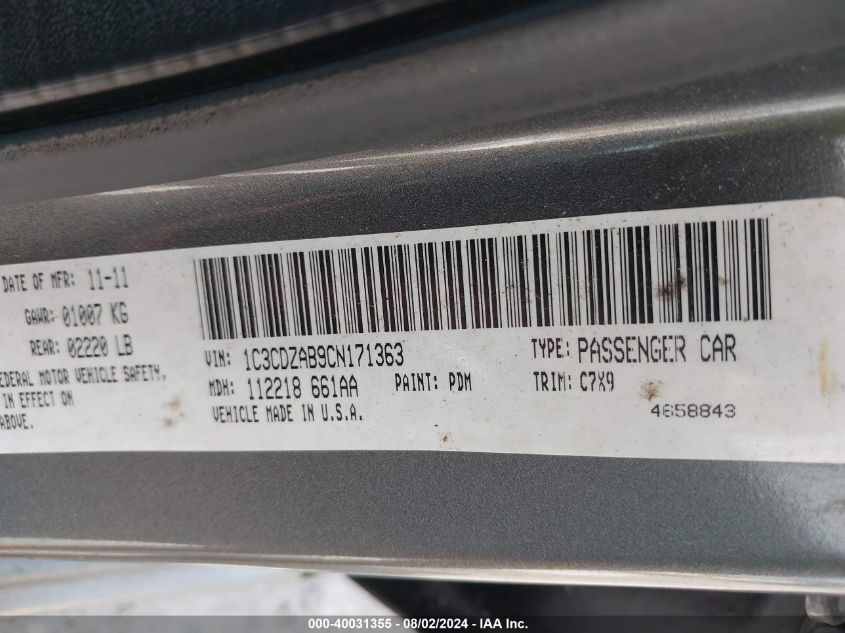 DATE OF MFR: 11-11
GAWR: 01007 KG
REAR: 02220 LB
EDERAL MOTOR VEHICLE SAFETY,
IN EFFECT ON
ABOVE.
VIN: 1C3CDZAB9CN171363 TYPE: PASSENGER CAR
MDH: 112218 661AA PAINT: PDM TRIM: C7X9
VEHICLE MADE IN U.S.A. 4658843
000-40031355 - 08/02/2024 - IAA Inc.